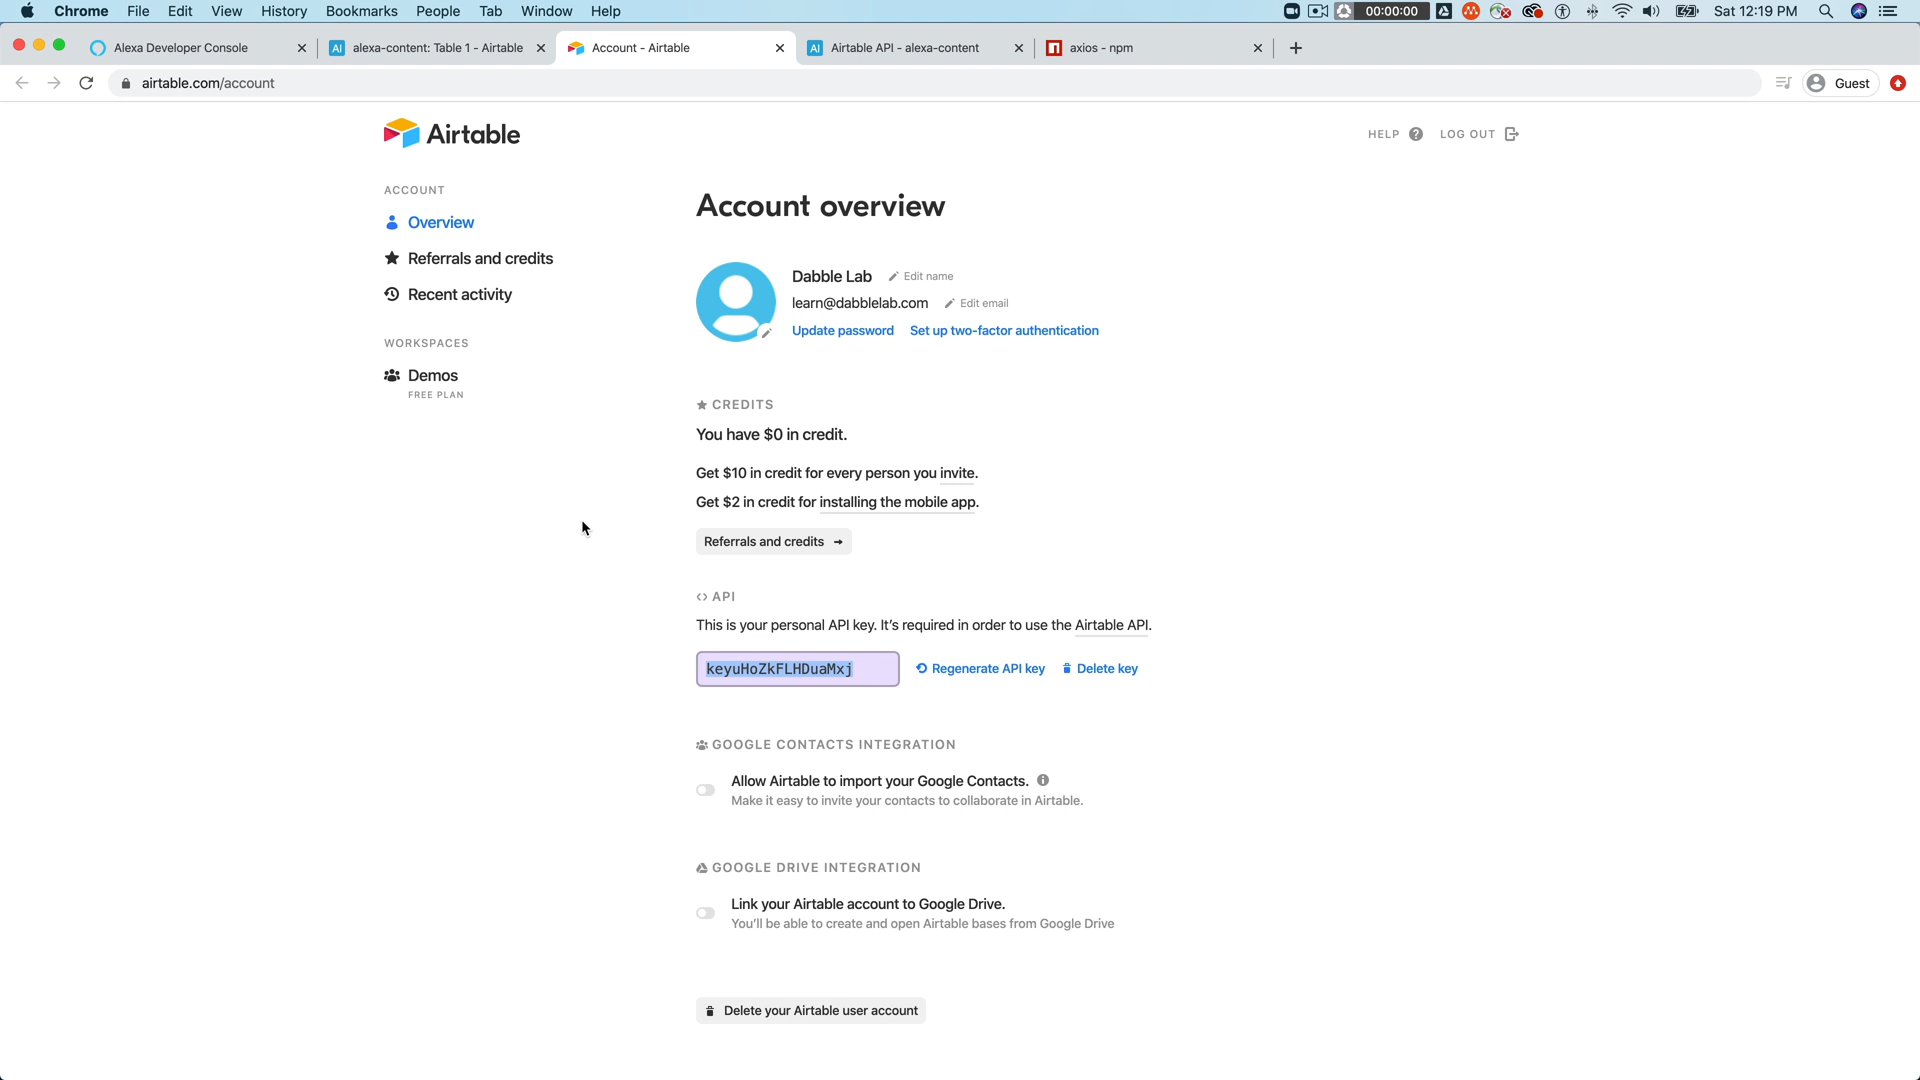 Chrome File Edit View History Bookmarks People Tab Window Help 00:00:00 Sat 12:19 PM
Alexa Developer Console alexa-content: Table 1 - Airtable Account - Airtable Airtable API - alexa-content axios - npm
airtable.com/account Guest
Airtable
HELP LOG OUT
ACCOUNT
Overview
Referrals and credits
Recent activity
WORKSPACES
Demos
FREE PLAN
Account overview
Dabble Lab Edit name
learn@dabblelab.com Edit email
Update password Set up two-factor authentication
CREDITS
You have $0 in credit.
Get $10 in credit for every person you invite.
Get $2 in credit for installing the mobile app.
Referrals and credits →
<> API
This is your personal API key. It's required in order to use the Airtable API.
keyuHoZkFLHDuaMxj Regenerate API key Delete key
GOOGLE CONTACTS INTEGRATION
Allow Airtable to import your Google Contacts.
Make it easy to invite your contacts to collaborate in Airtable.
GOOGLE DRIVE INTEGRATION
Link your Airtable account to Google Drive.
You'll be able to create and open Airtable bases from Google Drive
Delete your Airtable user account